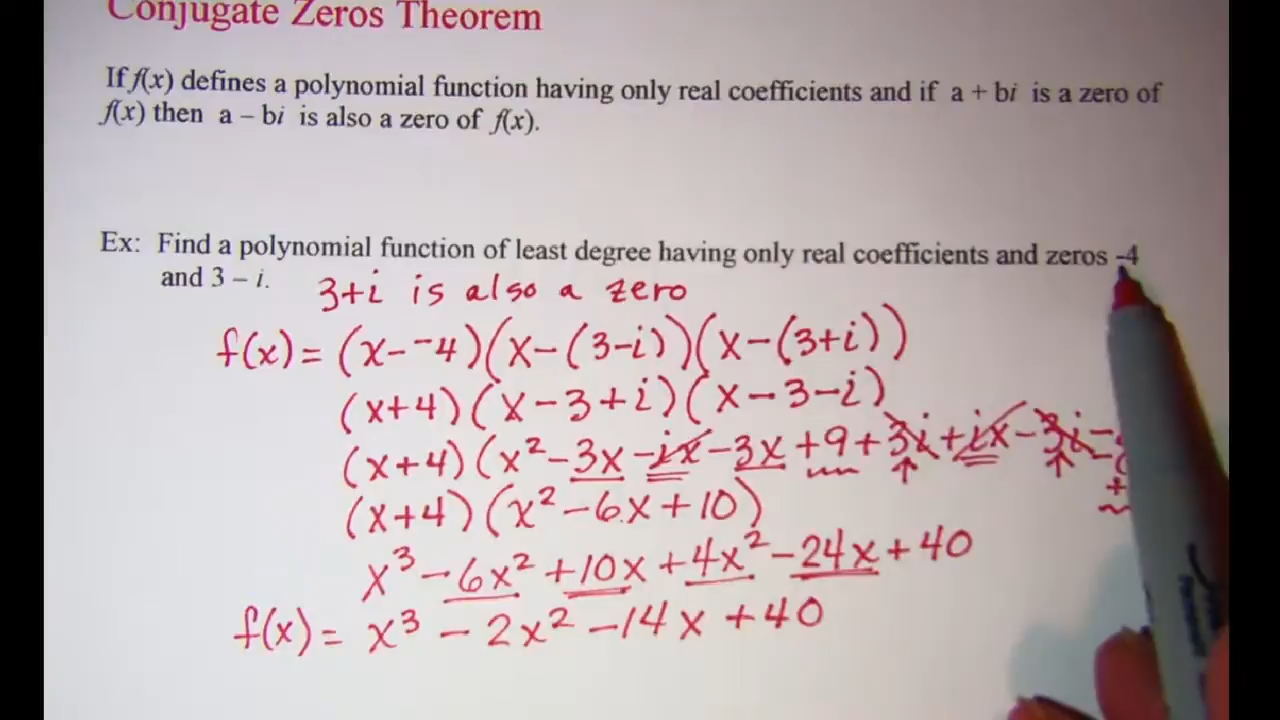 Conjugate Zeros Theorem
If f(x) defines a polynomial function having only real coefficients and if a + bi is a zero of
f(x) then a – bi is also a zero of f(x).
Ex: Find a polynomial function of least degree having only real coefficients and zeros -4
and 3 – i. 3+i is also a zero
f(x) = (x--4)(x-(3-i))(x-(3+i))
(x+4)(x-3+i)(x-3-i)
(x+4)(x²-3x-ix-3x+9+3i+ix-3i-
+
(x+4)(x²-6x+10)
x³-6x²+10x+4x²-24x+40
f(x) = x³-2x²-14x+40